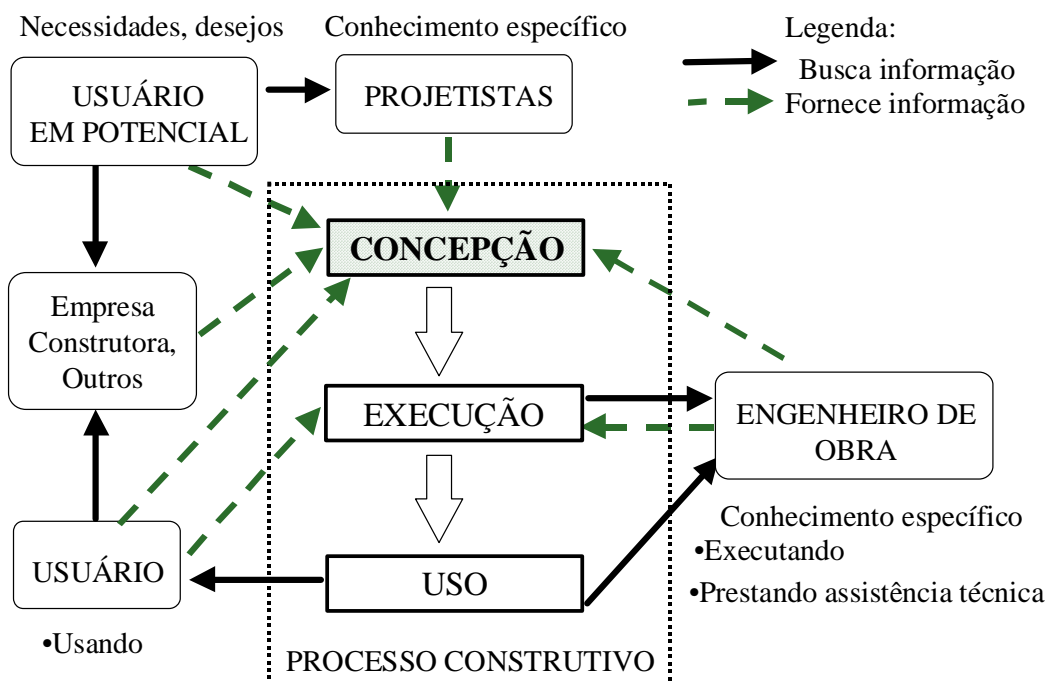 Necessidades, desejos
Conhecimento específico
Legenda:
Busca informação
Fornece informação
USUÁRIO
EM POTENCIAL
PROJETISTAS
CONCEPÇÃO
Empresa
Construtora,
Outros
EXECUÇÃO
ENGENHEIRO DE
OBRA
Conhecimento específico
•Executando
•Prestando assistência técnica
USUÁRIO
USO
•Usando
PROCESSO CONSTRUTIVO